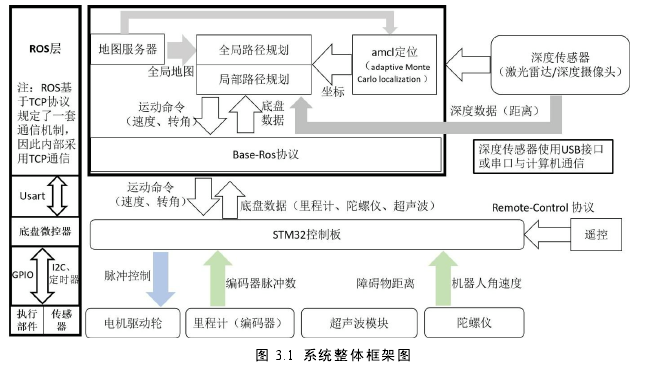 ROS层
注：ROS基
于TCP协议
规定了一套
通信机制，
因此内部采
用TCP通信
Usart
底盘微控器
GPIO
I2C、
定时器
执行
部件
传感
器
地图服务器
全局地图
全局路径规划
局部路径规划
amcl定位
（adaptive Monte
Carlo localization）
坐标
深度传感器
（激光雷达/深度摄像头）
运动命令
（速度、转角）
底盘
数据
深度数据（距离）
Base-Ros协议
深度传感器使用USB接口
或串口与计算机通信
运动命令
（速度、转角）
底盘数据（里程计、陀螺仪、超声波）
Remote-Control 协议
STM32控制板
遥控
脉冲控制
编码器脉冲数
障碍物距离
机器人角速度
电机驱动轮
里程计（编码器）
超声波模块
陀螺仪
图 3.1 系统整体框架图